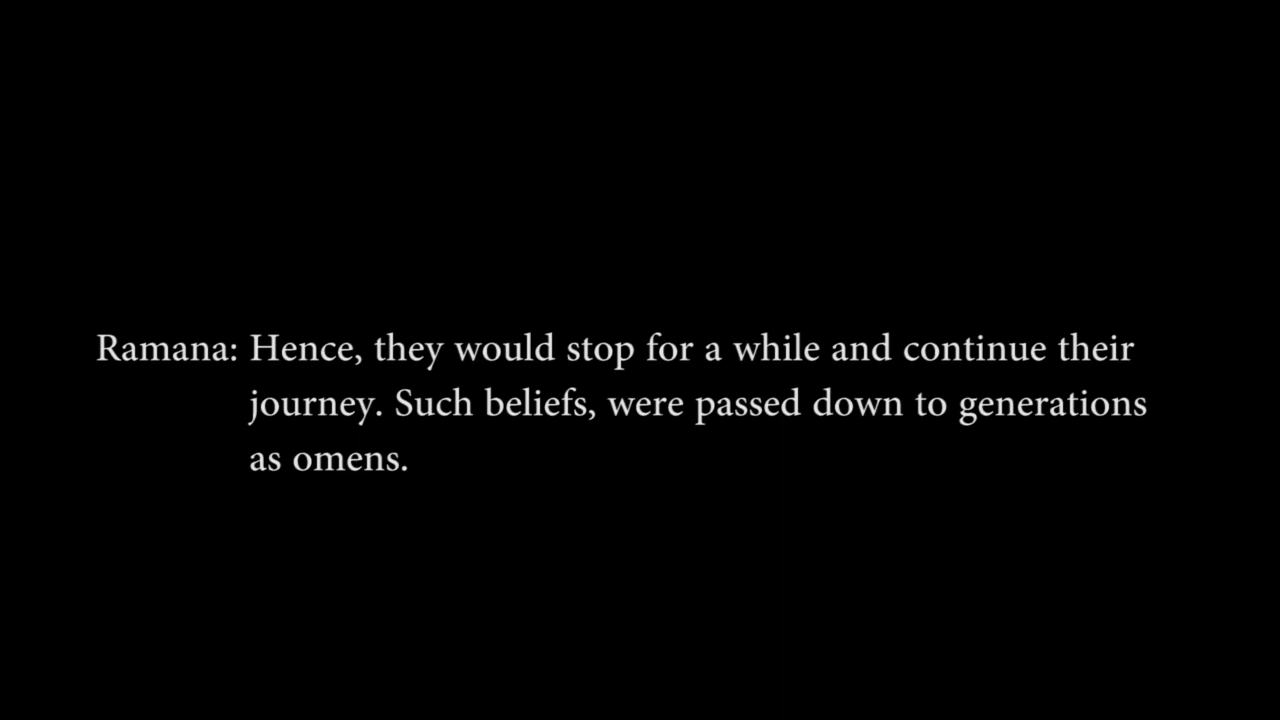 Ramana: Hence, they would stop for a while and continue their
journey. Such beliefs, were passed down to generations
as omens.